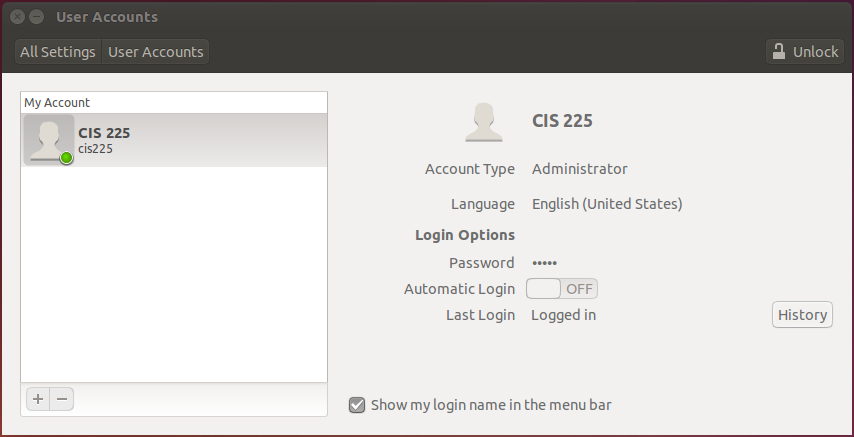 User Accounts
All Settings User Accounts Unlock
My Account
CIS 225
cis225
CIS 225
Account Type Administrator
Language English (United States)
Login Options
Password •••••
Automatic Login OFF
Last Login Logged in History
+ −
Show my login name in the menu bar